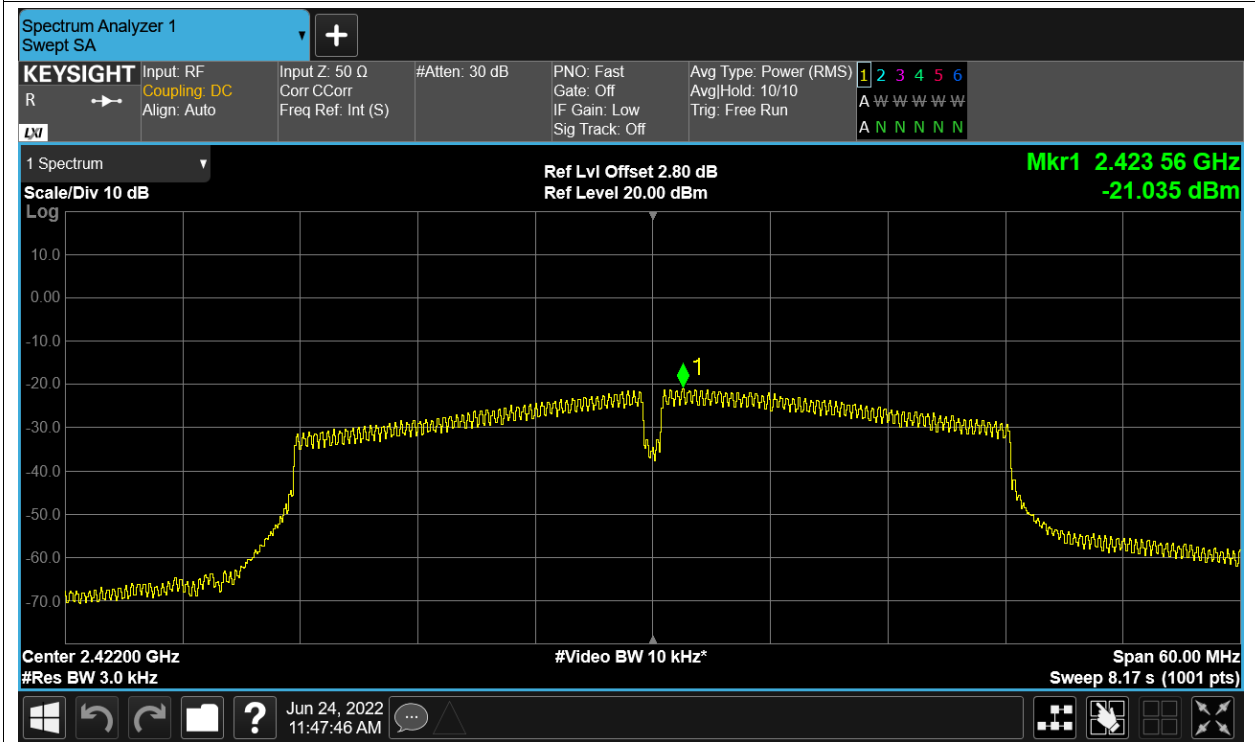 Spectrum Analyzer 1
Swept SA
+
KEYSIGHT
R
LXI
Input: RF
Coupling: DC
Align: Auto
Input Z: 50 Ω
Corr CCorr
Freq Ref: Int (S)
#Atten: 30 dB
PNO: Fast
Gate: Off
IF Gain: Low
Sig Track: Off
Avg Type: Power (RMS)
Avg|Hold: 10/10
Trig: Free Run
1 2 3 4 5 6
A W W W W W
A N N N N N
1 Spectrum
Scale/Div 10 dB
Log
Ref Lvl Offset 2.80 dB
Ref Level 20.00 dBm
Mkr1 2.423 56 GHz
-21.035 dBm
10.0
0.00
-10.0
1
-20.0
-30.0
-40.0
-50.0
-60.0
-70.0
Center 2.42200 GHz
#Res BW 3.0 kHz
#Video BW 10 kHz*
Span 60.00 MHz
Sweep 8.17 s (1001 pts)
?
Jun 24, 2022
11:47:46 AM